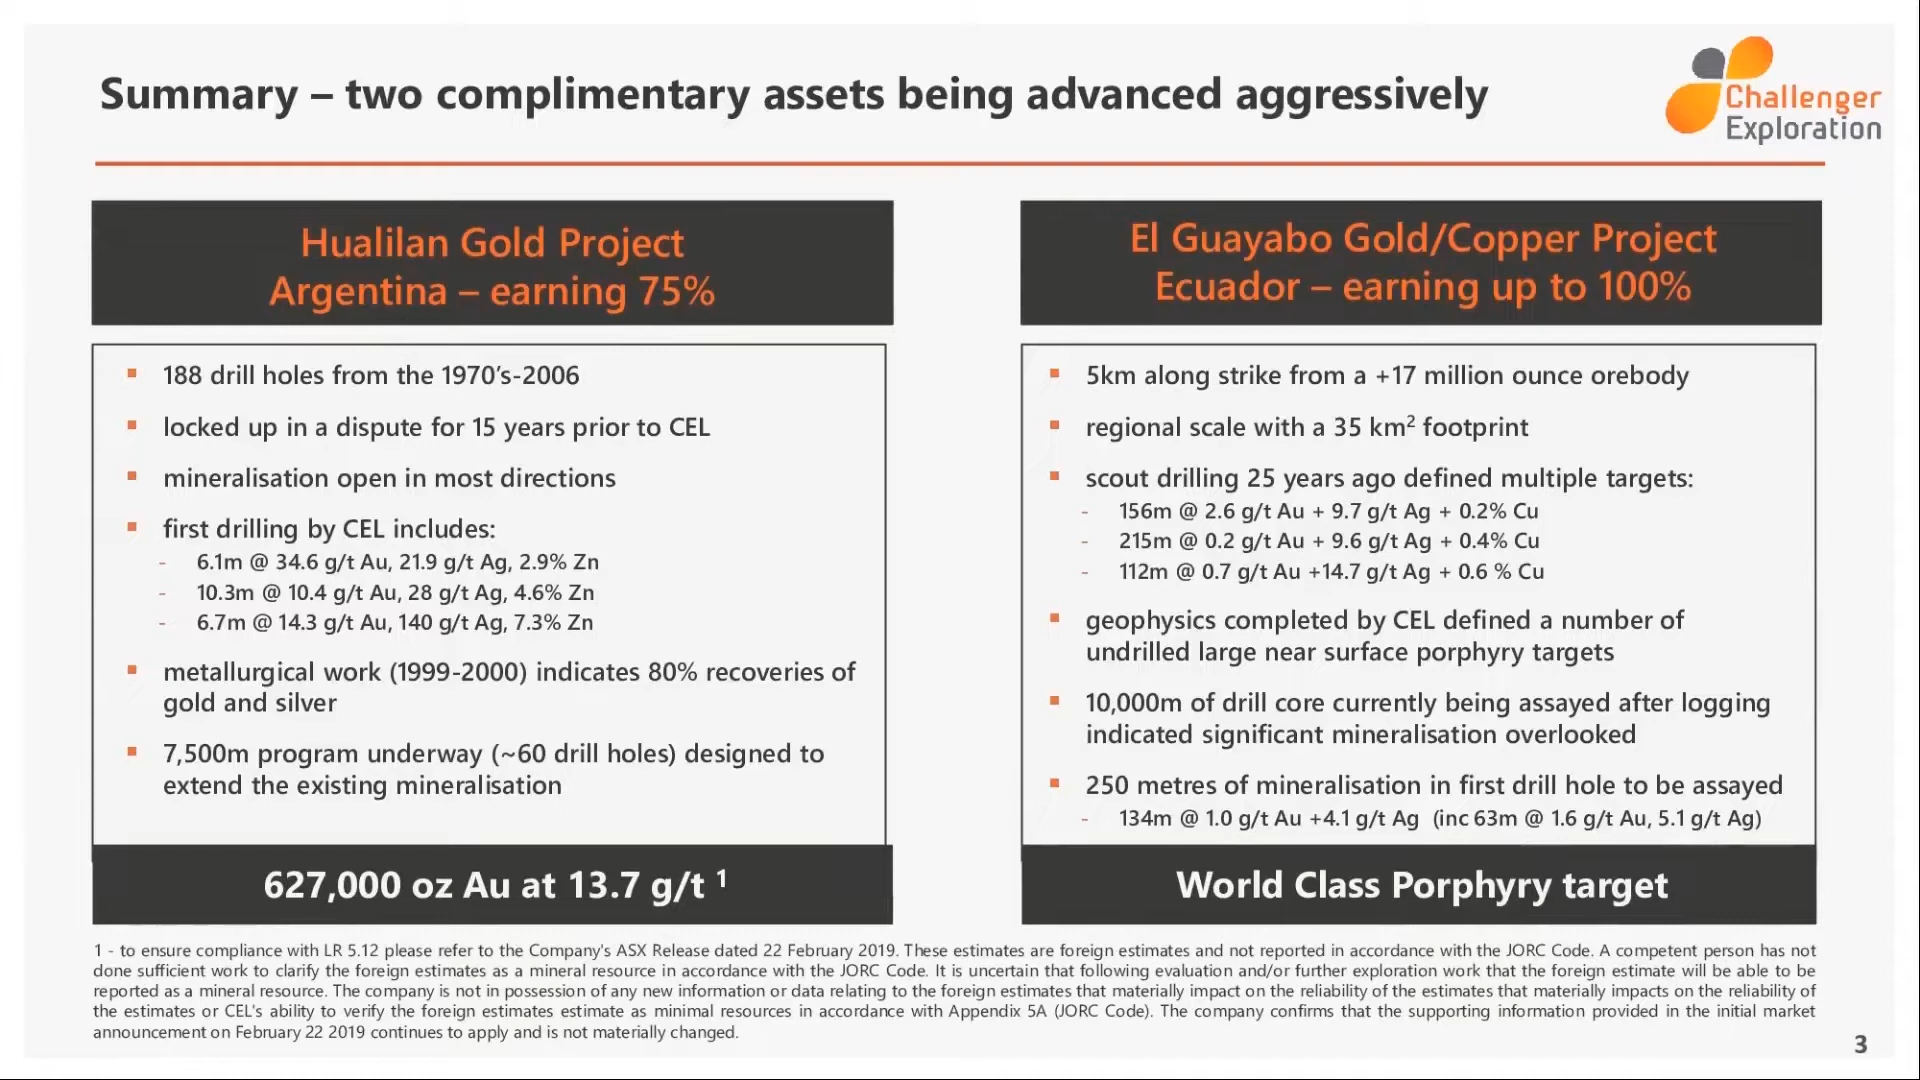 Summary – two complimentary assets being advanced aggressively
Challenger
Exploration
Hualilan Gold Project
Argentina – earning 75%
188 drill holes from the 1970’s-2006
locked up in a dispute for 15 years prior to CEL
mineralisation open in most directions
first drilling by CEL includes:
- 6.1m @ 34.6 g/t Au, 21.9 g/t Ag, 2.9% Zn
- 10.3m @ 10.4 g/t Au, 28 g/t Ag, 4.6% Zn
- 6.7m @ 14.3 g/t Au, 140 g/t Ag, 7.3% Zn
metallurgical work (1999-2000) indicates 80% recoveries of
gold and silver
7,500m program underway (~60 drill holes) designed to
extend the existing mineralisation
627,000 oz Au at 13.7 g/t ¹
El Guayabo Gold/Copper Project
Ecuador – earning up to 100%
5km along strike from a +17 million ounce orebody
regional scale with a 35 km² footprint
scout drilling 25 years ago defined multiple targets:
- 156m @ 2.6 g/t Au + 9.7 g/t Ag + 0.2% Cu
- 215m @ 0.2 g/t Au + 9.6 g/t Ag + 0.4% Cu
- 112m @ 0.7 g/t Au +14.7 g/t Ag + 0.6 % Cu
geophysics completed by CEL defined a number of
undrilled large near surface porphyry targets
10,000m of drill core currently being assayed after logging
indicated significant mineralisation overlooked
250 metres of mineralisation in first drill hole to be assayed
- 134m @ 1.0 g/t Au +4.1 g/t Ag (inc 63m @ 1.6 g/t Au, 5.1 g/t Ag)
World Class Porphyry target
1 - to ensure compliance with LR 5.12 please refer to the Company's ASX Release dated 22 February 2019. These estimates are foreign estimates and not reported in accordance with the JORC Code. A competent person has not
done sufficient work to clarify the foreign estimates as a mineral resource in accordance with the JORC Code. It is uncertain that following evaluation and/or further exploration work that the foreign estimate will be able to be
reported as a mineral resource. The company is not in possession of any new information or data relating to the foreign estimates that materially impact on the reliability of the estimates that materially impacts on the reliability of
the estimates or CEL's ability to verify the foreign estimates estimate as minimal resources in accordance with Appendix 5A (JORC Code). The company confirms that the supporting information provided in the initial market
announcement on February 22 2019 continues to apply and is not materially changed.
3